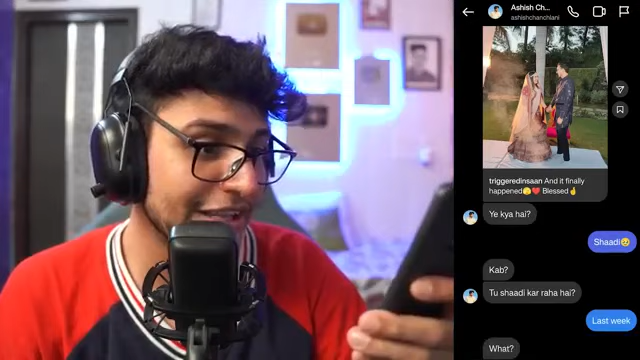 Ashish Ch...
ashishchanchlani
triggeredinsaan And it finally
happened🥺❤️ Blessed🤞
Ye kya hai?
Shaadi🥺
Kab?
Tu shaadi kar raha hai?
Last week
What?